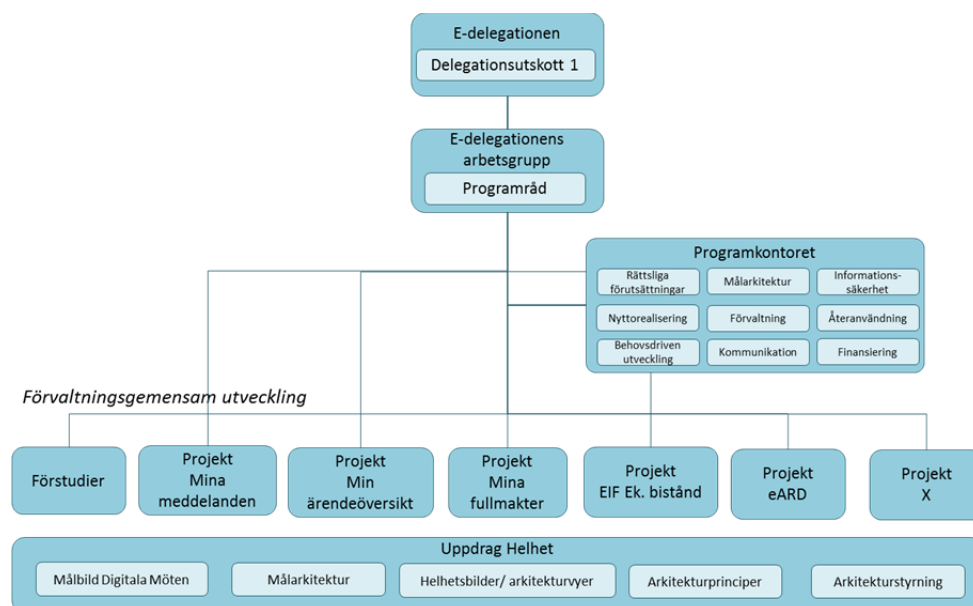 E-delegationen
Delegationsutskott 1
E-delegationens
arbetsgrupp
Programråd
Programkontoret
Rättsliga
förutsättningar
Målarkitektur
Informations-
säkerhet
Nyttorealisering
Förvaltning
Återanvändning
Behovsdriven
utveckling
Kommunikation
Finansiering
Förvaltningsgemensam utveckling
Förstudier
Projekt
Mina
meddelanden
Projekt
Min
ärendeöversikt
Projekt
Mina
fullmakter
Projekt
EIF Ek. bistånd
Projekt
eARD
Projekt
X
Uppdrag Helhet
Målbild Digitala Möten
Målarkitektur
Helhetsbilder/ arkitekturvyer
Arkitekturprinciper
Arkitekturstyrning